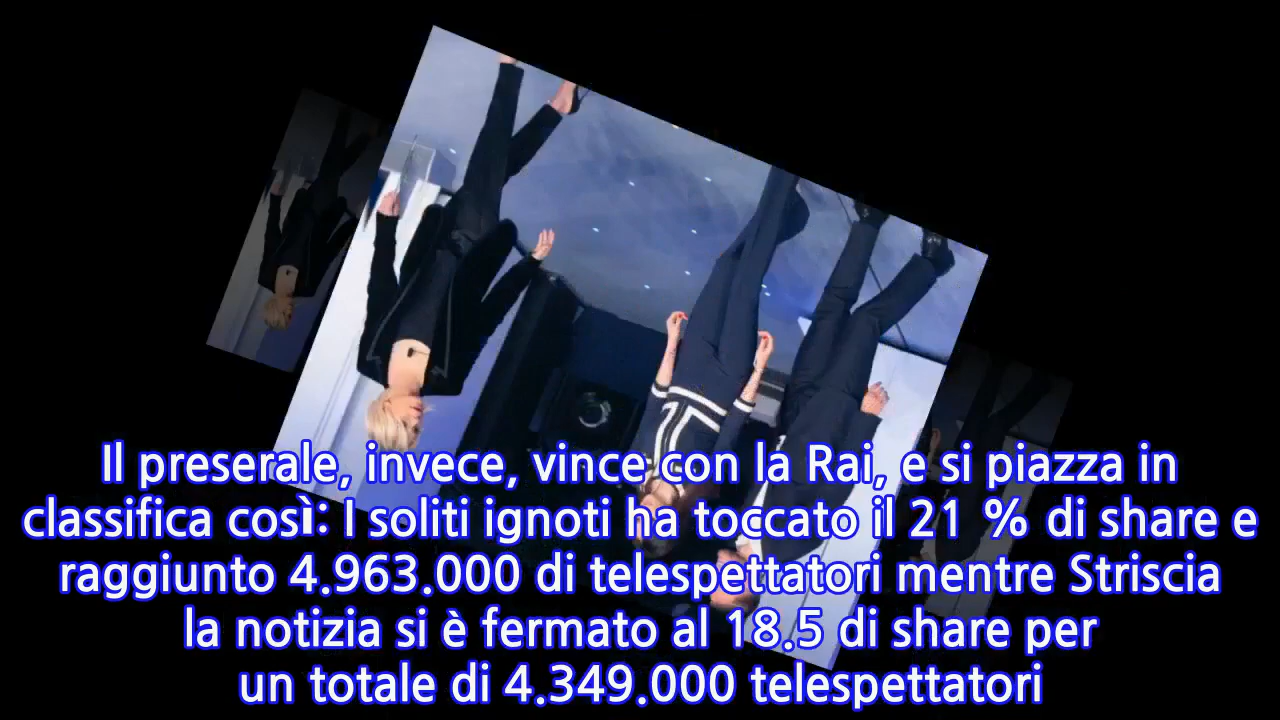 Il preserale, invece, vince con la Rai, e si piazza in
classifica così: I soliti ignoti ha toccato il 21 % di share e
raggiunto 4.963.000 di telespettatori mentre Striscia
la notizia si è fermato al 18.5 di share per
un totale di 4.349.000 telespettatori